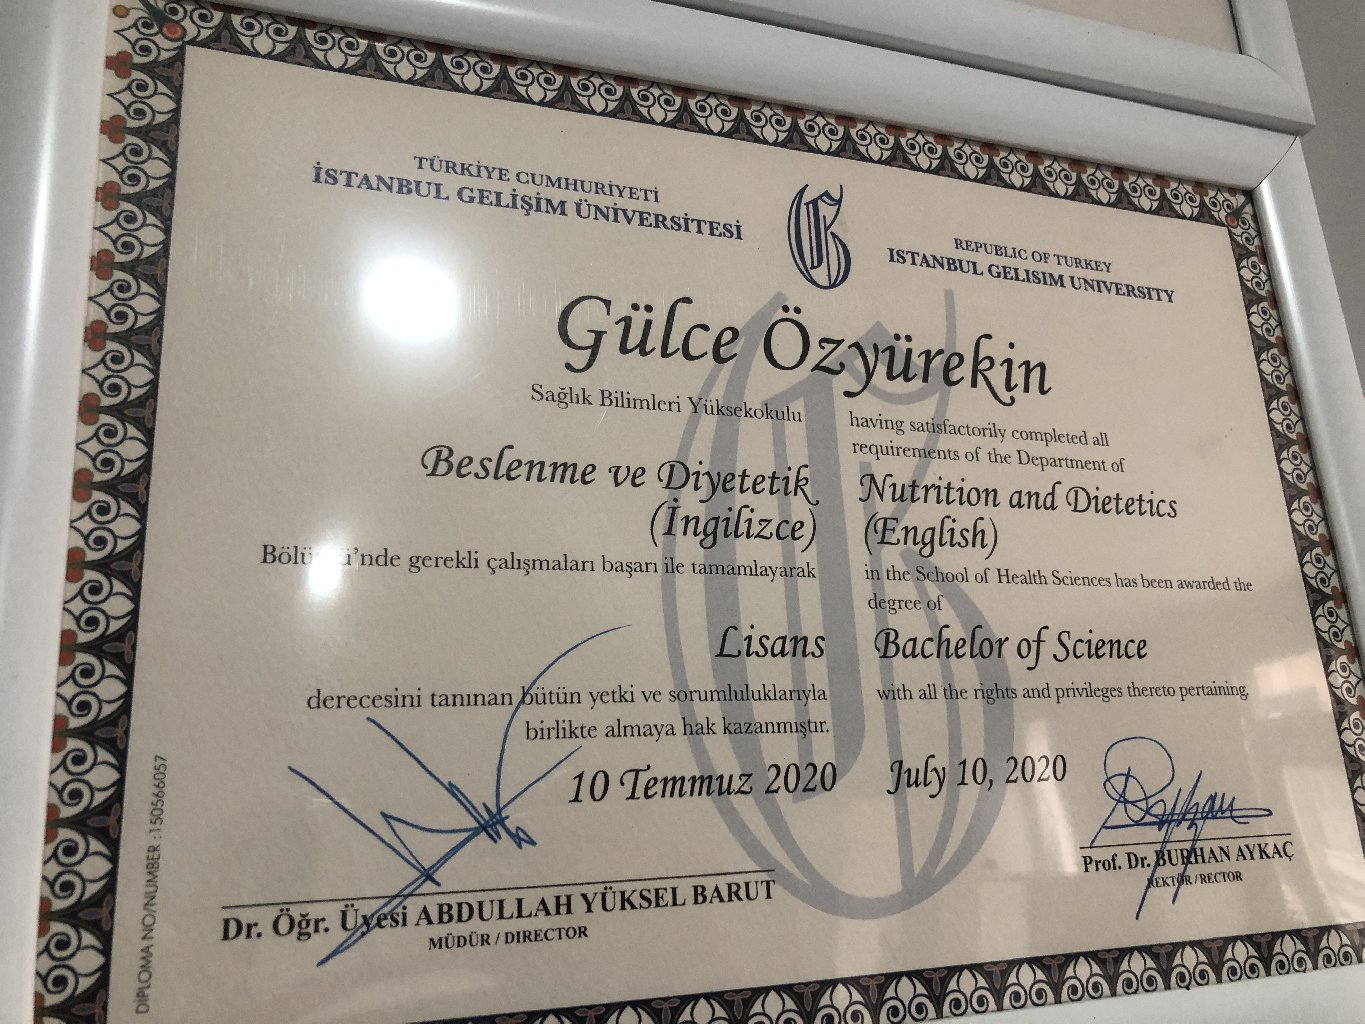 TÜRKİYE CUMHURİYETİ
İSTANBUL GELİŞİM ÜNİVERSİTESİ
REPUBLIC OF TURKEY
ISTANBUL GELISIM UNIVERSITY
Gülce Özyürekin
Sağlık Bilimleri Yüksekokulu
Beslenme ve Diyetetik
(İngilizce)
gerekli çalışmaları başarı ile tamamlayarak
Lisans
derecesini tanınan bütün yetki ve sorumluluklarıyla
birlikte almaya hak kazanmıştır.
10 Temmuz 2020
having satisfactorily completed all
requirements of the Department of
Nutrition and Dietetics
(English)
in the School of Health Sciences has been awarded the
degree of
Bachelor of Science
with all the rights and privileges thereto pertaining.
July 10, 2020
Dr. Öğr. Üyesi ABDULLAH YÜKSEL BARUT
MÜDÜR / DIRECTOR
Prof. Dr. BURHAN AYKAÇ
REKTÖR / RECTOR
DIPLOMA NO/NUMBER : 150566057